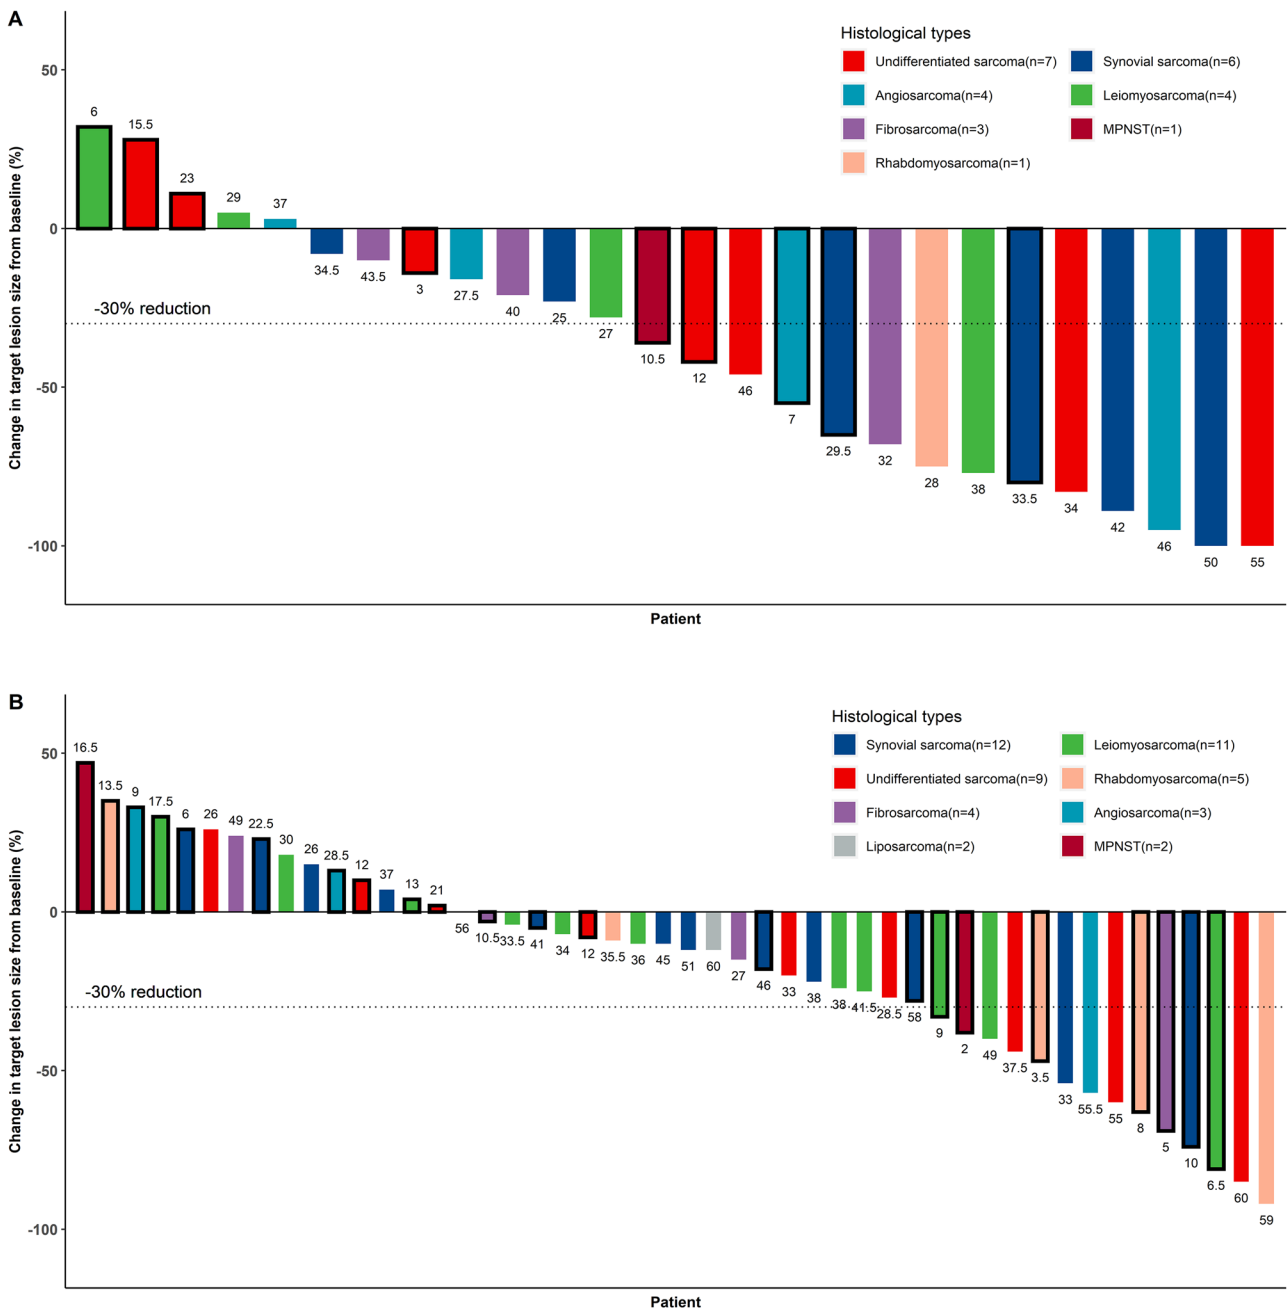 A
Histological types
Undifferentiated sarcoma(n=7) Synovial sarcoma(n=6)
Angiosarcoma(n=4) Leiomyosarcoma(n=4)
Fibrosarcoma(n=3) MPNST(n=1)
Rhabdomyosarcoma(n=1)
Change in target lesion size from baseline (%)
50
0
-50
-100
6 15.5 23 29 37
34.5 43.5 3 27.5 40 25 27 10.5 12 46 7 29.5 32 28 38 33.5 34 42 46 50 55
-30% reduction
Patient
B
Histological types
Synovial sarcoma(n=12) Leiomyosarcoma(n=11)
Undifferentiated sarcoma(n=9) Rhabdomyosarcoma(n=5)
Fibrosarcoma(n=4) Angiosarcoma(n=3)
Liposarcoma(n=2) MPNST(n=2)
Change in target lesion size from baseline (%)
50
0
-50
-100
16.5 13.5 9 17.5 6 26 49 22.5 30 26 28.5 12 37 13 21
56 10.5 33.5 41 34 12 35.5 36 45 51 60 27 46 33 38 38 41.5 28.5 58 9 2 49 37.5 3.5 33 55.5 55 8 5 10 6.5 60 59
-30% reduction
Patient